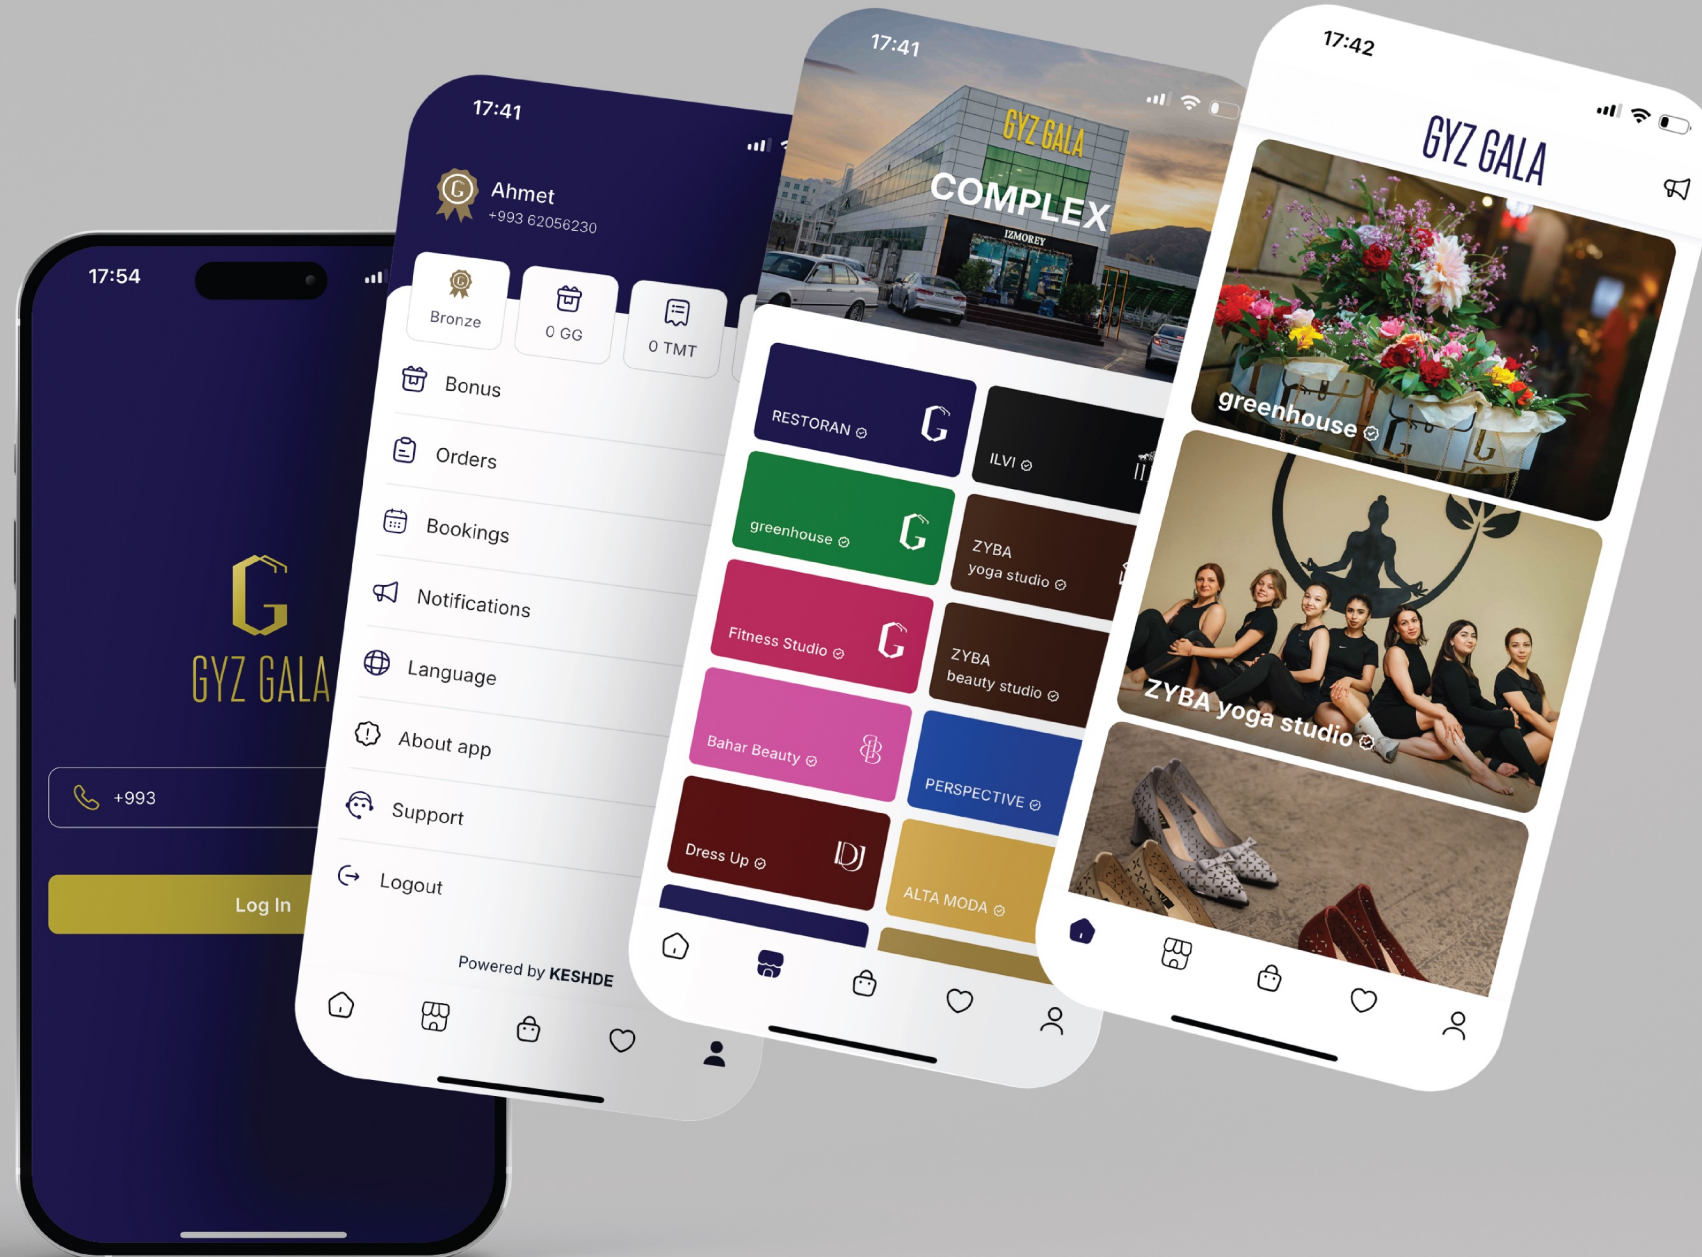 17:54
GYZ GALA
+993
Log In
17:41
Ahmet
+993 62056230
Bronze
0 GG
0 TMT
Bonus
Orders
Bookings
Notifications
Language
About app
Support
Logout
Powered by KESHDE
17:41
GYZ GALA
COMPLEX
IZMOREY
RESTORAN
ILVI
greenhouse
ZYBA
yoga studio
Fitness Studio
ZYBA
beauty studio
Bahar Beauty
PERSPECTIVE
Dress Up
ALTA MODA
17:42
GYZ GALA
greenhouse
ZYBA yoga studio